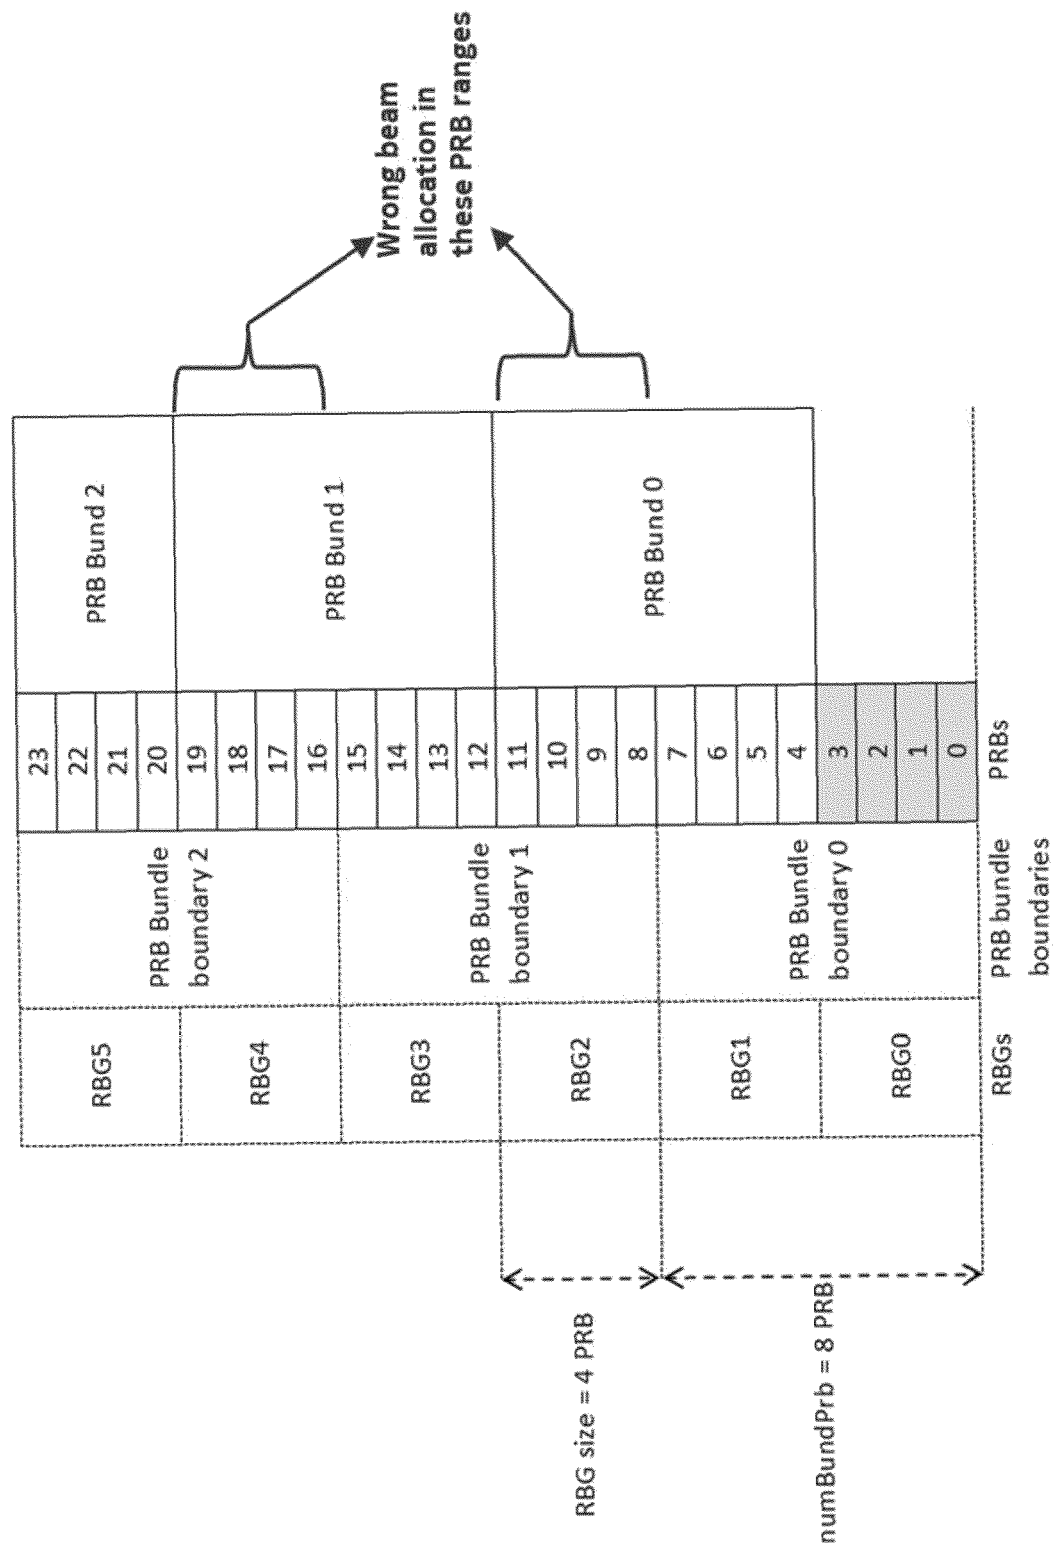 Wrong beam
allocation in
these PRB ranges
PRB Bund 2
PRB Bund 1
PRB Bund 0
23
22
21
20
19
18
17
16
15
14
13
12
11
10
9
8
7
6
5
4
3
2
1
0
PRBs
PRB Bundle
boundary 2
PRB Bundle
boundary 1
PRB Bundle
boundary 0
PRB bundle
boundaries
RBG5
RBG4
RBG3
RBG2
RBG1
RBG0
RBGs
RBG size = 4 PRB
numBundPrb = 8 PRB